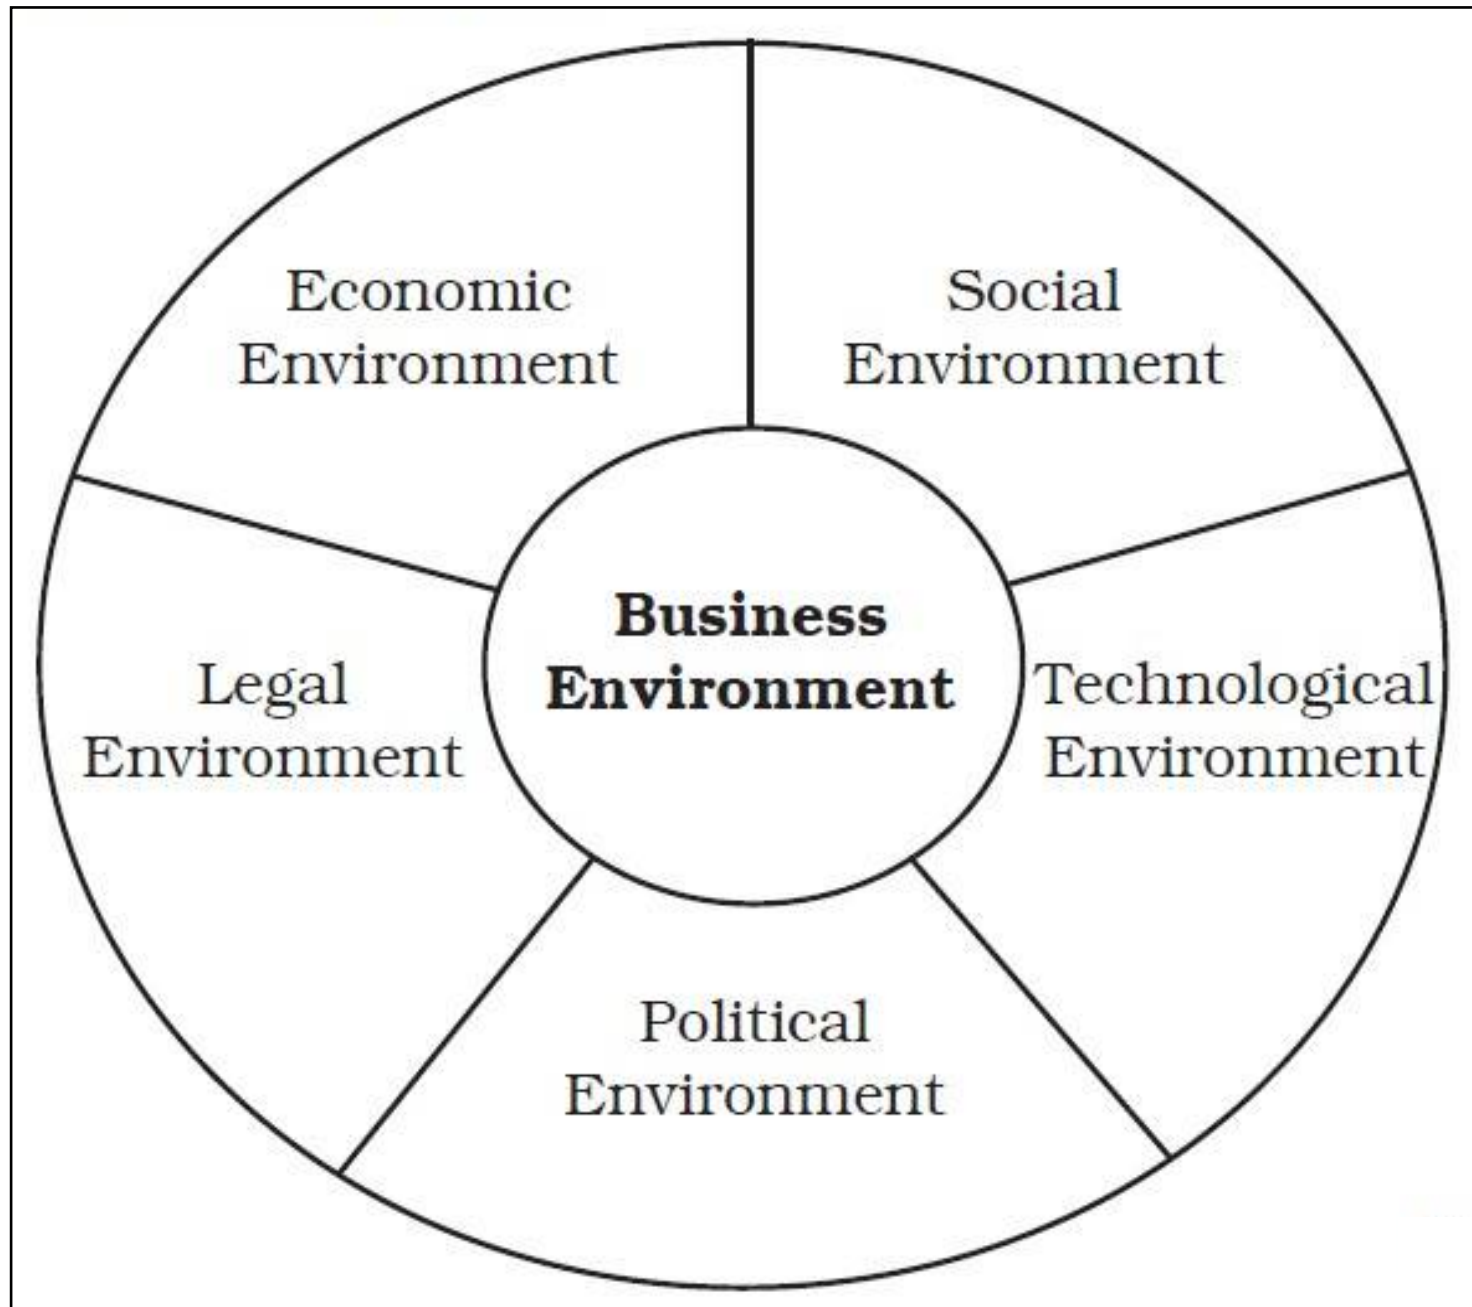 Economic
Environment
Social
Environment
Business
Environment
Legal
Environment
Technological
Environment
Political
Environment